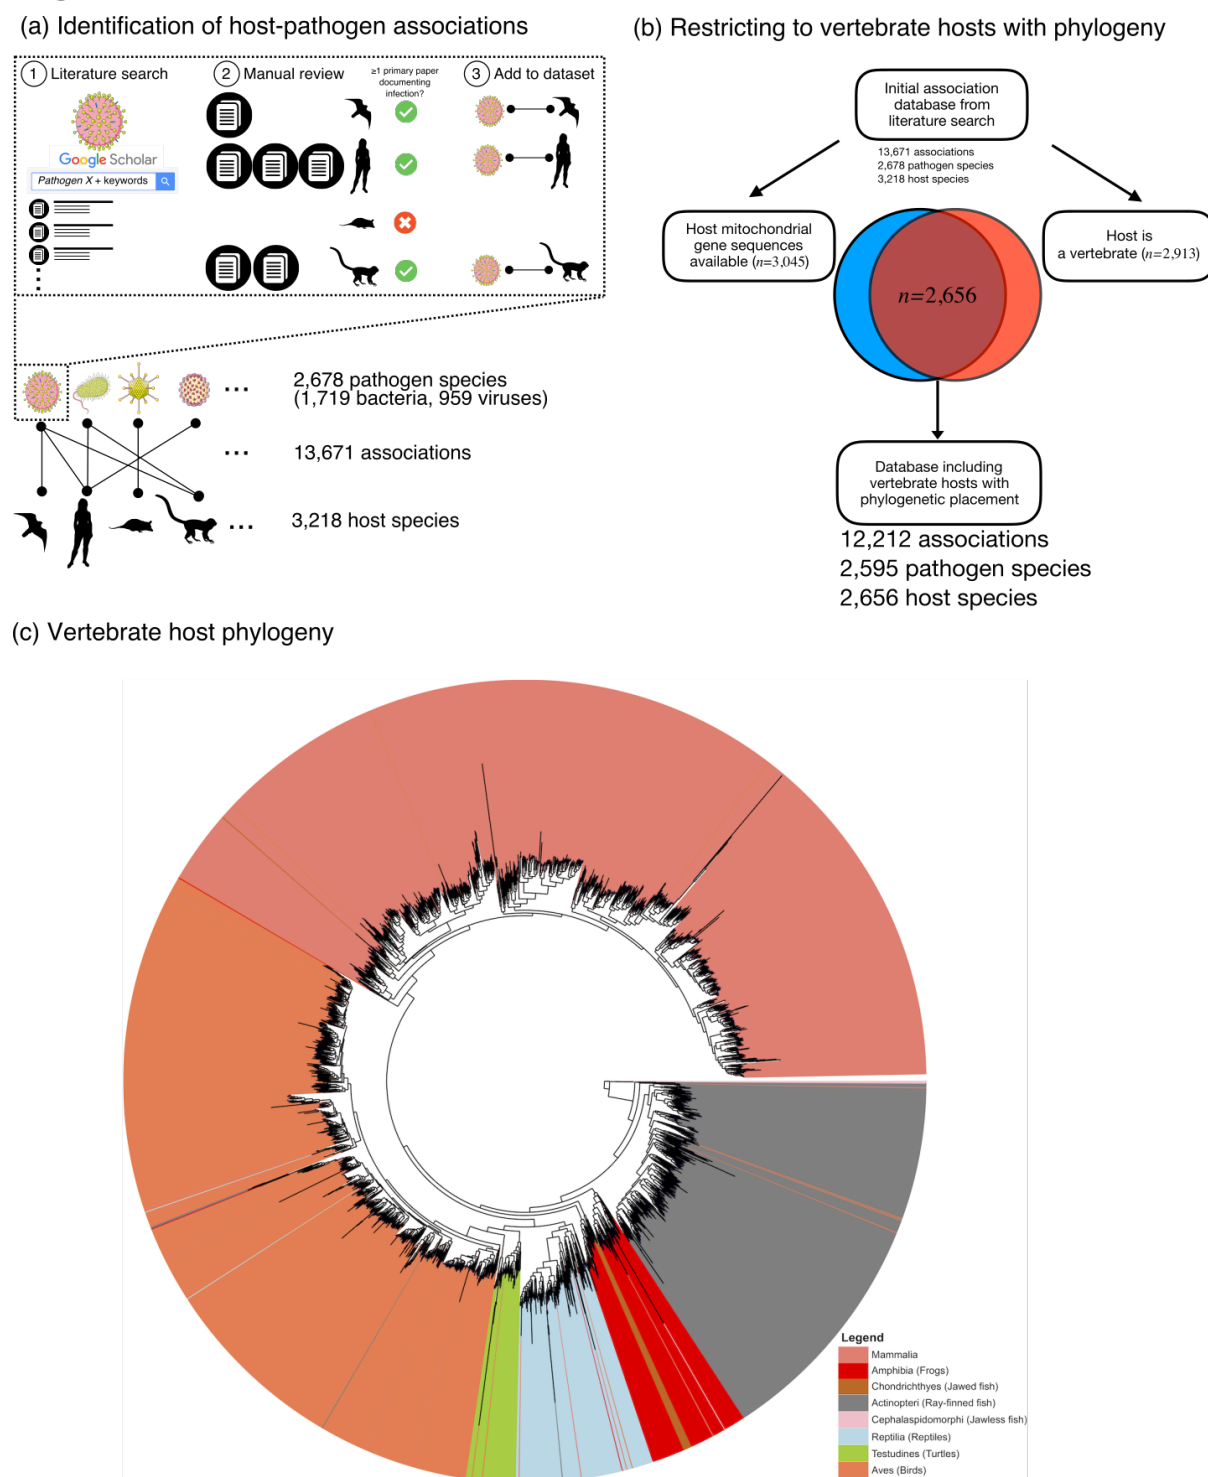 (a) Identification of host-pathogen associations
1 Literature search
2 Manual review
≥1 primary paper
documenting
infection?
3 Add to dataset
Google Scholar
Pathogen X + keywords
2,678 pathogen species
(1,719 bacteria, 959 viruses)
13,671 associations
3,218 host species
(b) Restricting to vertebrate hosts with phylogeny
Initial association
database from
literature search
13,671 associations
2,678 pathogen species
3,218 host species
Host mitochondrial
gene sequences
available (n=3,045)
Host is
a vertebrate (n=2,913)
n=2,656
Database including
vertebrate hosts with
phylogenetic placement
12,212 associations
2,595 pathogen species
2,656 host species
(c) Vertebrate host phylogeny
Legend
Mammalia
Amphibia (Frogs)
Chondrichthyes (Jawed fish)
Actinopteri (Ray-finned fish)
Cephalaspidomorphi (Jawless fish)
Reptilia (Reptiles)
Testudines (Turtles)
Aves (Birds)